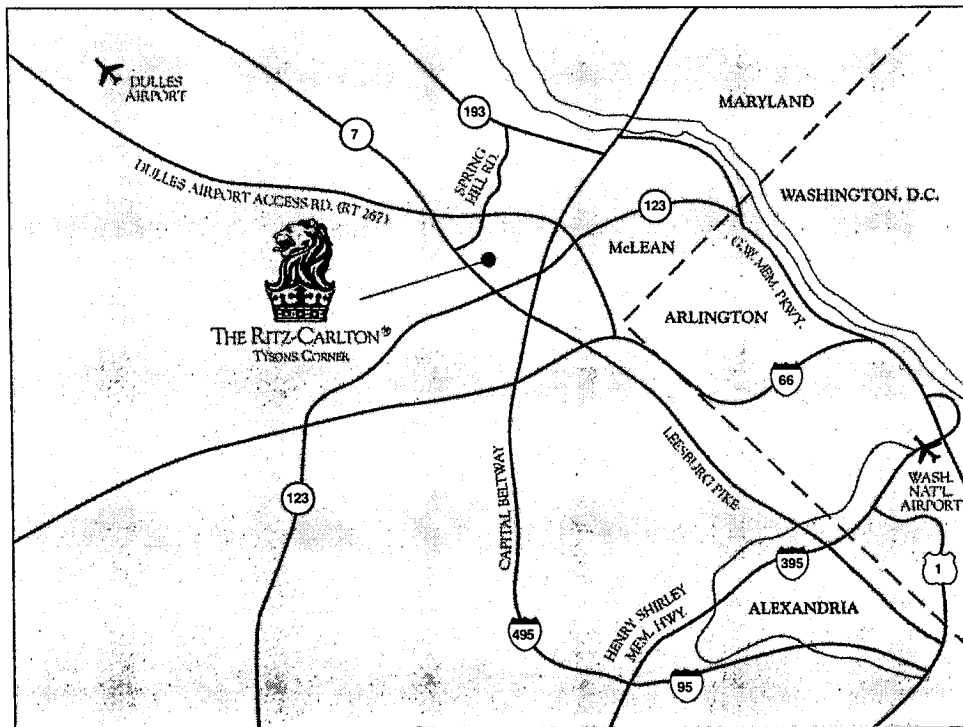 DULLES
AIRPORT
193
MARYLAND
7
SPRING
HILL RD.
DULLES AIRPORT ACCESS RD. (RT 267)
WASHINGTON, D.C.
123
McLEAN
G.W. MEM. PKWY.
THE RITZ-CARLTON®
TYSONS CORNER
ARLINGTON
66
LEESBURG PIKE
WASH.
NAT'L.
AIRPORT
123
CAPITAL BELTWAY
395
1
HENRY SHIRLEY
MEM. HWY.
ALEXANDRIA
495
95